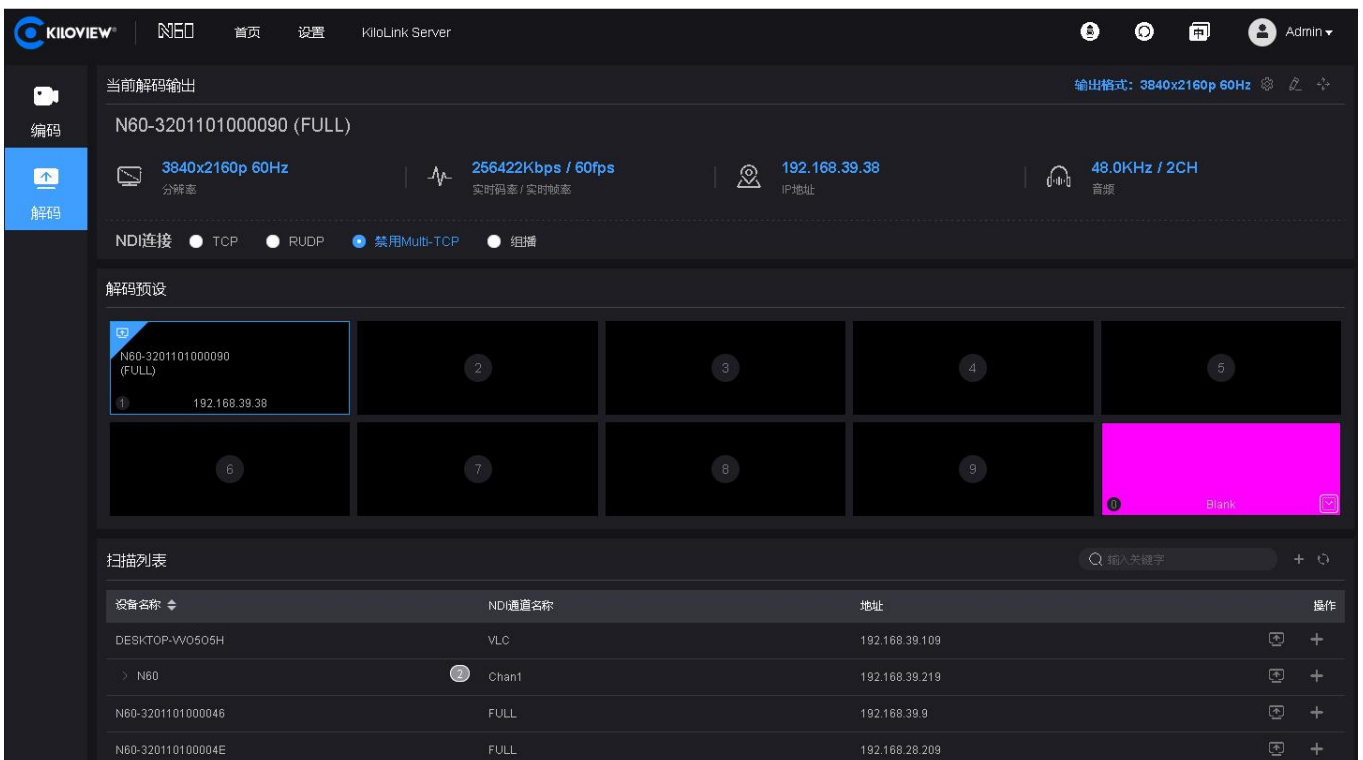 KILOVIEW® N60 首页 设置 KiloLink Server 中 Admin
编码
解码
当前解码输出 输出格式：3840x2160p 60Hz
N60-3201101000090 (FULL)
3840x2160p 60Hz 256422Kbps / 60fps 192.168.39.38 48.0KHz / 2CH
分辨率 实时码率/实时帧率 IP地址 音频
NDI连接 TCP RUDP 禁用Multi-TCP 组播
解码预设
N60-3201101000090
(FULL)
1 192.168.39.38
2 3 4 5
6 7 8 9
0 Blank
扫描列表 输入关键字
设备名称 NDI通道名称 地址 操作
DESKTOP-VVO5O5H VLC 192.168.39.109
N60 2 Chan1 192.168.39.219
N60-3201101000046 FULL 192.168.39.9
N60-320110100004E FULL 192.168.28.209